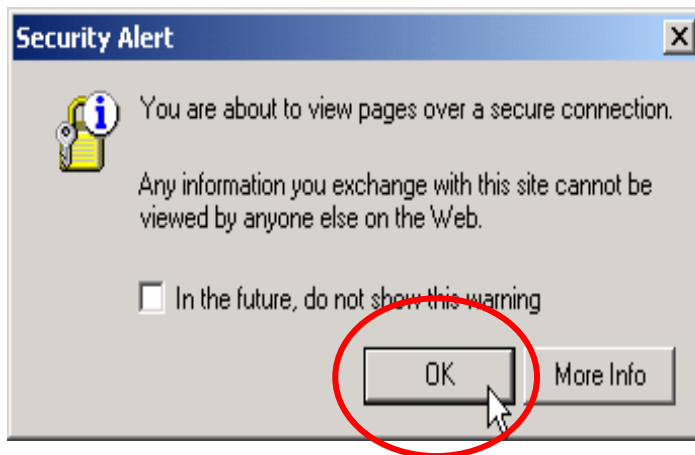 Security Alert
You are about to view pages over a secure connection.
Any information you exchange with this site cannot be
viewed by anyone else on the Web.
In the future, do not show this warning
OK
More Info